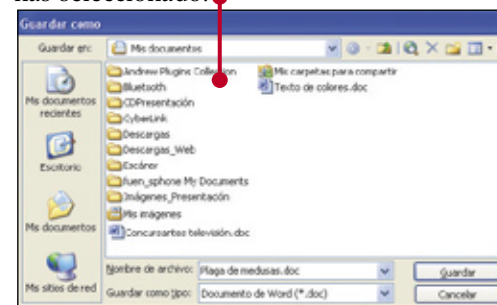 has seleccionado.
Guardar como
Guardar en:
Mis documentos
Mis documentos
recientes
Escritorio
Mis documentos
Mis sitios de red
Andrew Plugins Collection
Bluetooth
CDPresentación
CyberLink
Descargas
Descargas_Web
Escáner
fuen_sphone My Documents
Imágenes_Presentación
Mis imágenes
Concursantes televisión.doc
Mis carpetas para compartir
Texto de colores.doc
Nombre de archivo:
Plaga de medusas.doc
Guardar
Guardar como tipo:
Documento de Word (*.doc)
Cancelar